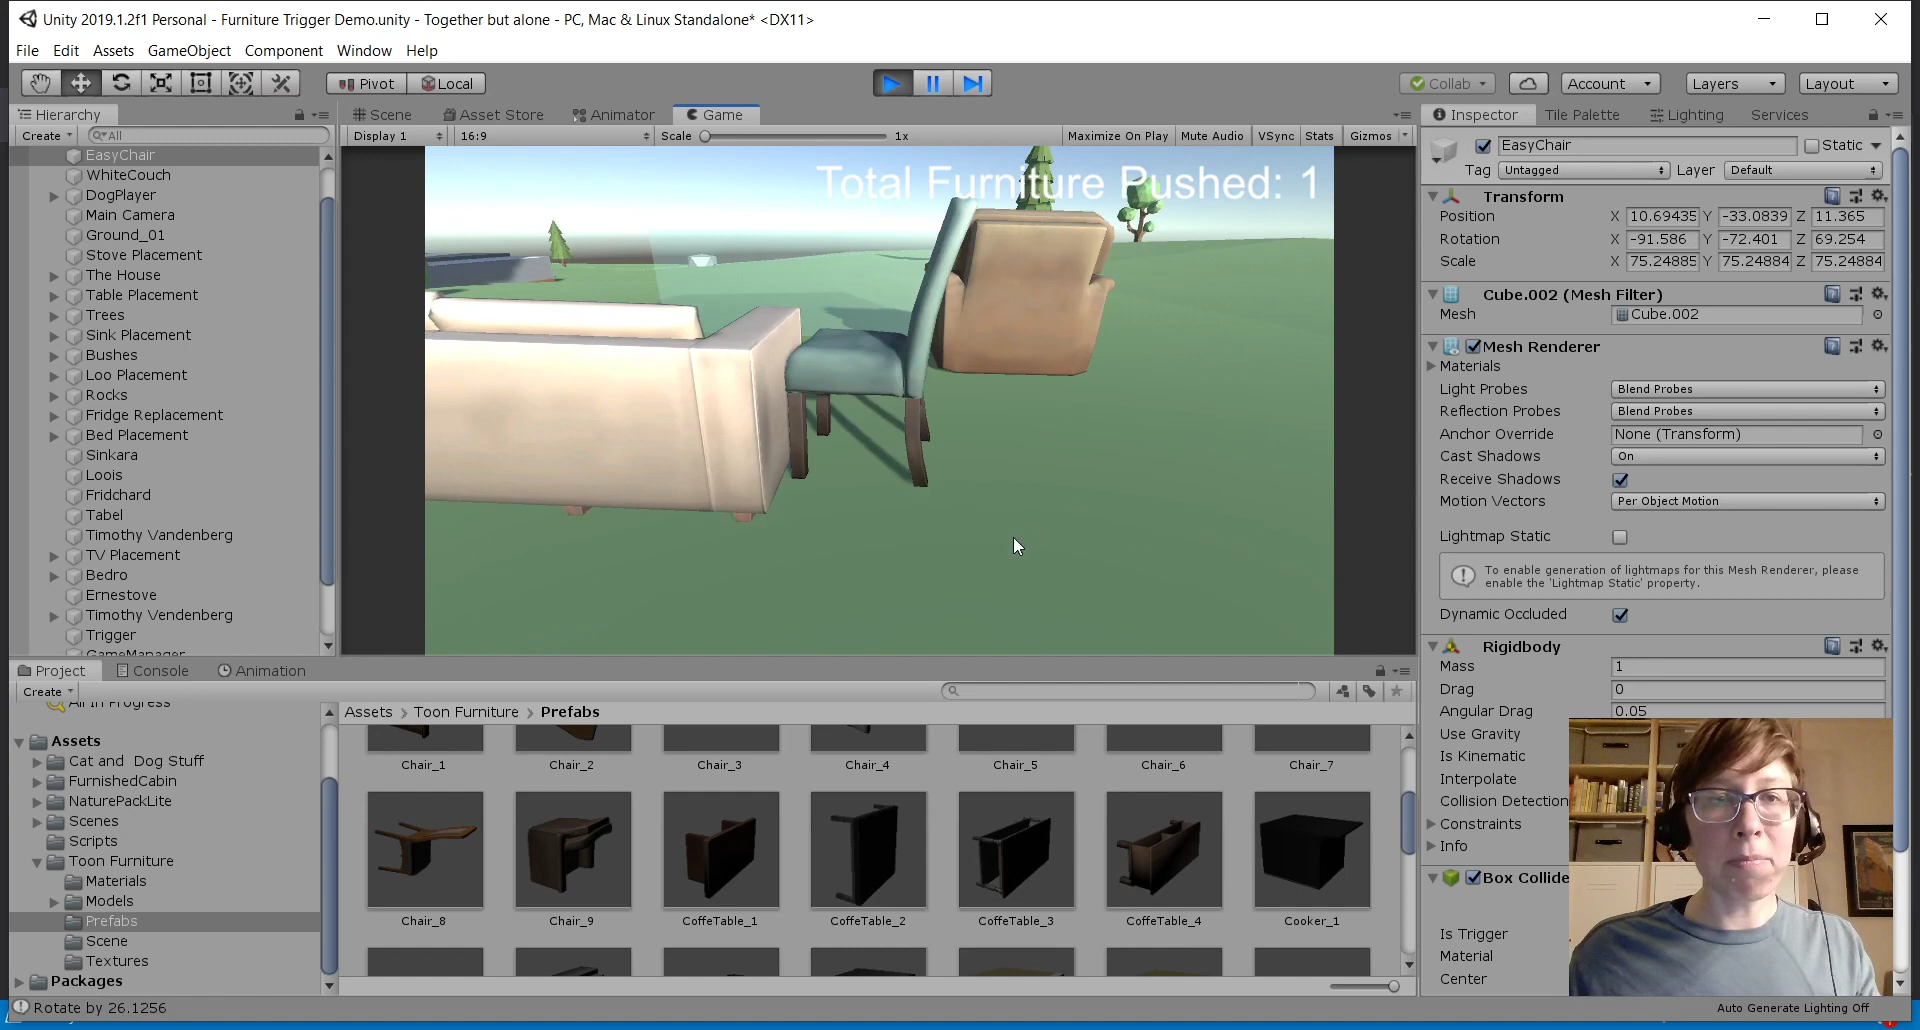 Unity 2019.1.2f1 Personal - Furniture Trigger Demo.unity - Together but alone - PC, Mac & Linux Standalone* <DX11>
File Edit Assets GameObject Component Window Help
Pivot Local
Collab Account Layers Layout
Hierarchy
Create All
EasyChair
WhiteCouch
DogPlayer
Main Camera
Ground_01
Stove Placement
The House
Table Placement
Trees
Sink Placement
Bushes
Loo Placement
Rocks
Fridge Replacement
Bed Placement
Sinkara
Loois
Fridchard
Tabel
Timothy Vandenberg
TV Placement
Bedro
Ernestove
Timothy Vendenberg
Trigger
GameManager
Scene Asset Store Animator Game
Display 1 16:9 Scale 1x Maximize On Play Mute Audio VSync Stats Gizmos
Total Furniture Pushed: 1
Inspector Tile Palette Lighting Services
EasyChair Static
Tag Untagged Layer Default
Transform
Position X 10.69435 Y -33.0839 Z 11.365
Rotation X -91.586 Y -72.401 Z 69.254
Scale X 75.24885 Y 75.24884 Z 75.24884
Cube.002 (Mesh Filter)
Mesh Cube.002
Mesh Renderer
Materials
Light Probes Blend Probes
Reflection Probes Blend Probes
Anchor Override None (Transform)
Cast Shadows On
Receive Shadows
Motion Vectors Per Object Motion
Lightmap Static
To enable generation of lightmaps for this Mesh Renderer, please
enable the 'Lightmap Static' property.
Dynamic Occluded
Rigidbody
Mass 1
Drag 0
Angular Drag 0.05
Use Gravity
Is Kinematic
Interpolate
Collision Detection
Constraints
Info
Box Collide
Is Trigger
Material
Center
Project Console Animation
Create
All In Progress
Assets
Cat and Dog Stuff
FurnishedCabin
NaturePackLite
Scenes
Scripts
Toon Furniture
Materials
Models
Prefabs
Scene
Textures
Packages
Assets > Toon Furniture > Prefabs
Chair_1 Chair_2 Chair_3 Chair_4 Chair_5 Chair_6 Chair_7
Chair_8 Chair_9 CoffeTable_1 CoffeTable_2 CoffeTable_3 CoffeTable_4 Cooker_1
Rotate by 26.1256
Auto Generate Lighting Off